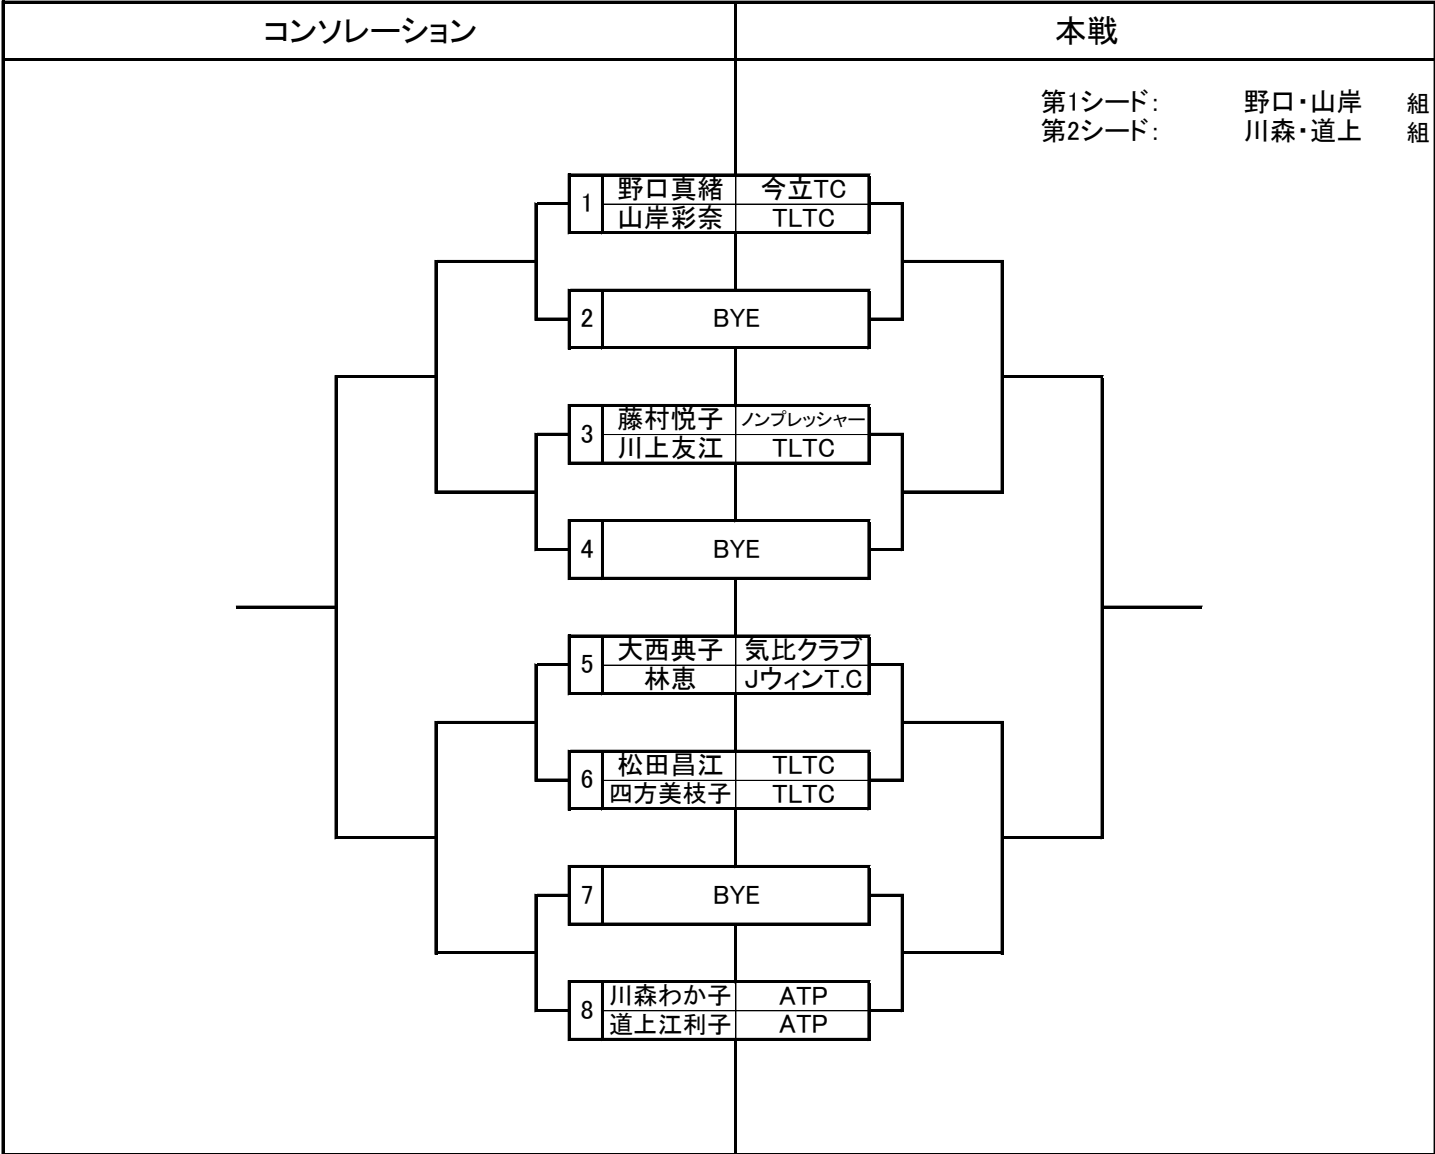 コンソレーション 本戦
第1シード: 野口・山岸 組
第2シード: 川森・道上 組
1 野口真緒 今立TC
山岸彩奈 TLTC
2 BYE
3 藤村悦子 ノンプレッシャー
川上友江 TLTC
4 BYE
5 大西典子 気比クラブ
林恵 JウィンT.C
6 松田昌江 TLTC
四方美枝子 TLTC
7 BYE
8 川森わか子 ATP
道上江利子 ATP